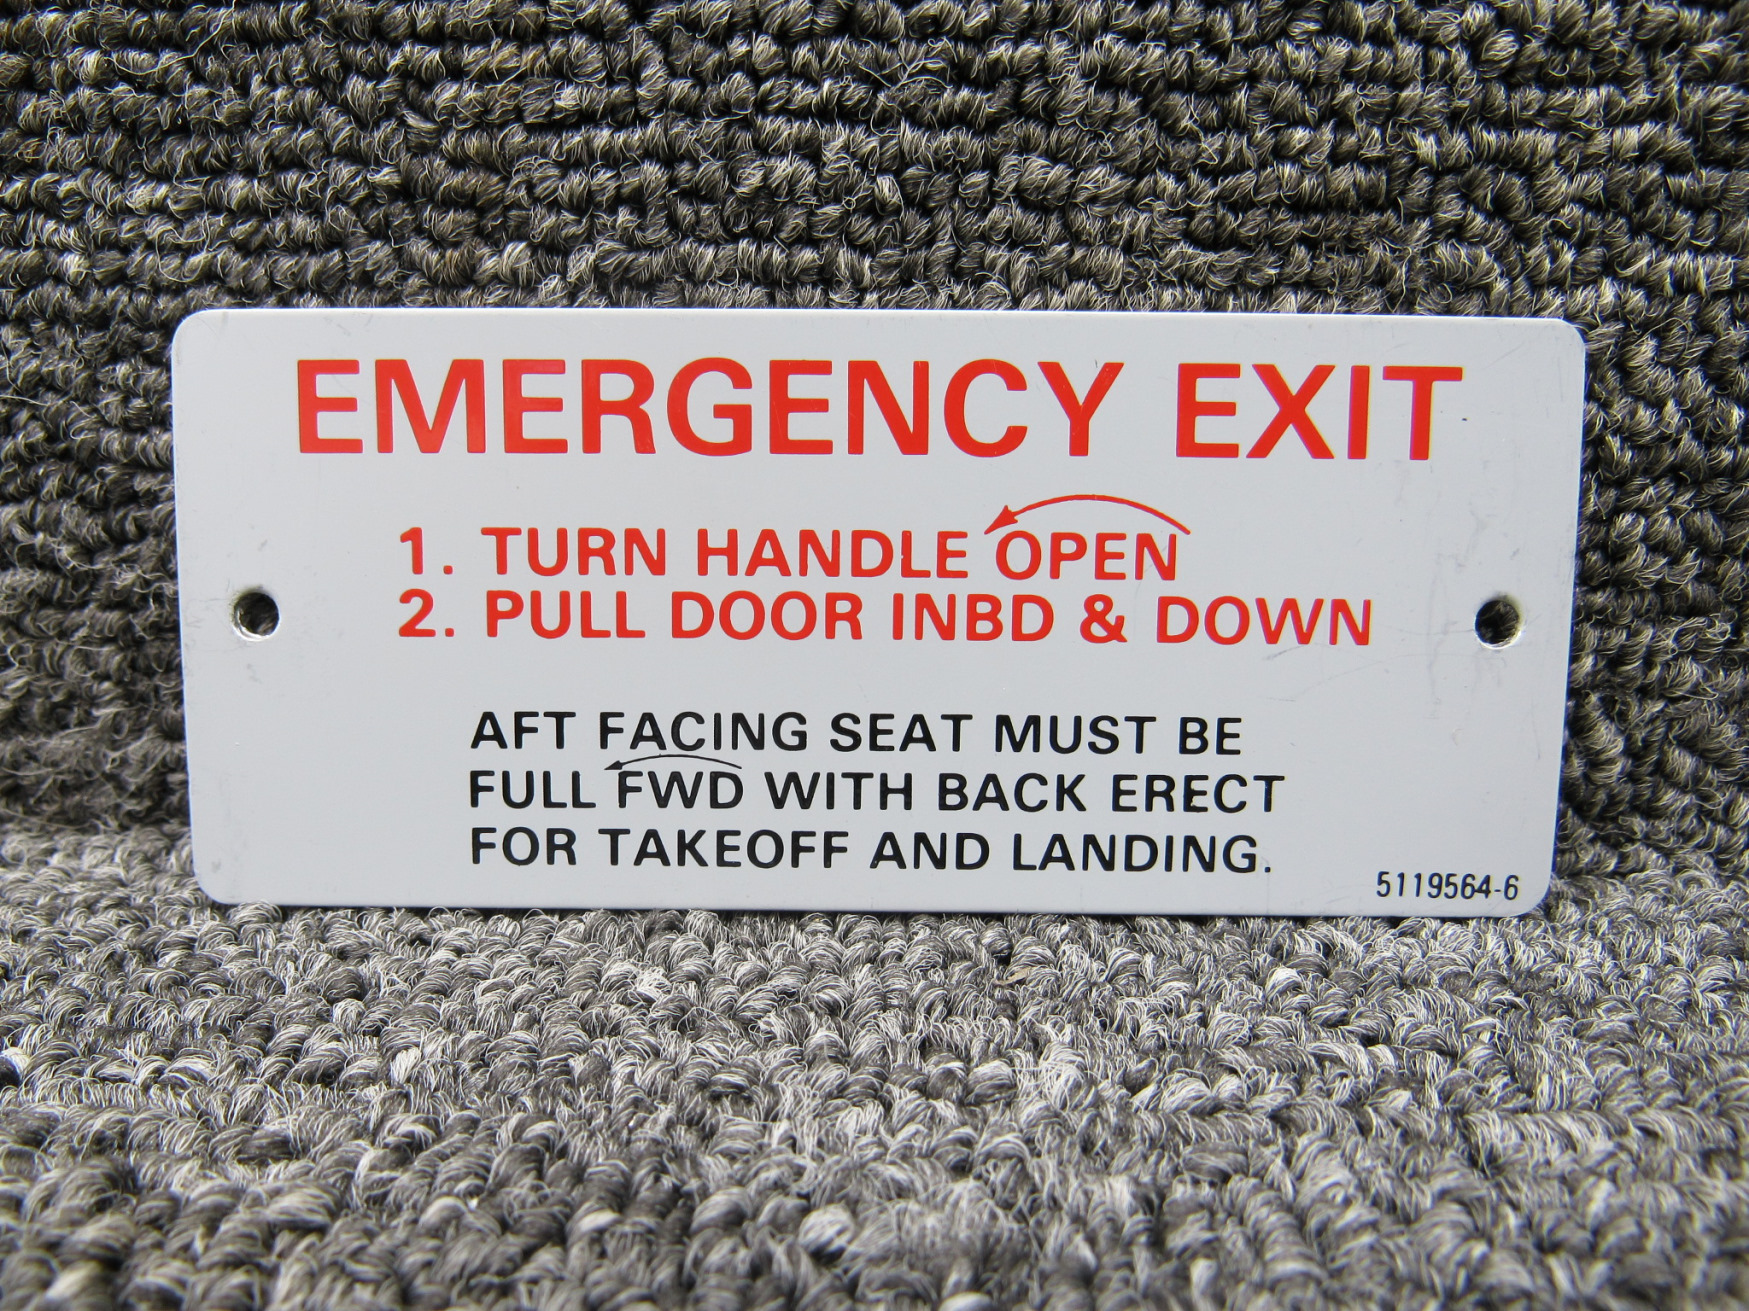 EMERGENCY EXIT
1. TURN HANDLE OPEN
2. PULL DOOR INBD & DOWN
AFT FACING SEAT MUST BE
FULL FWD WITH BACK ERECT
FOR TAKEOFF AND LANDING.
5119564-6